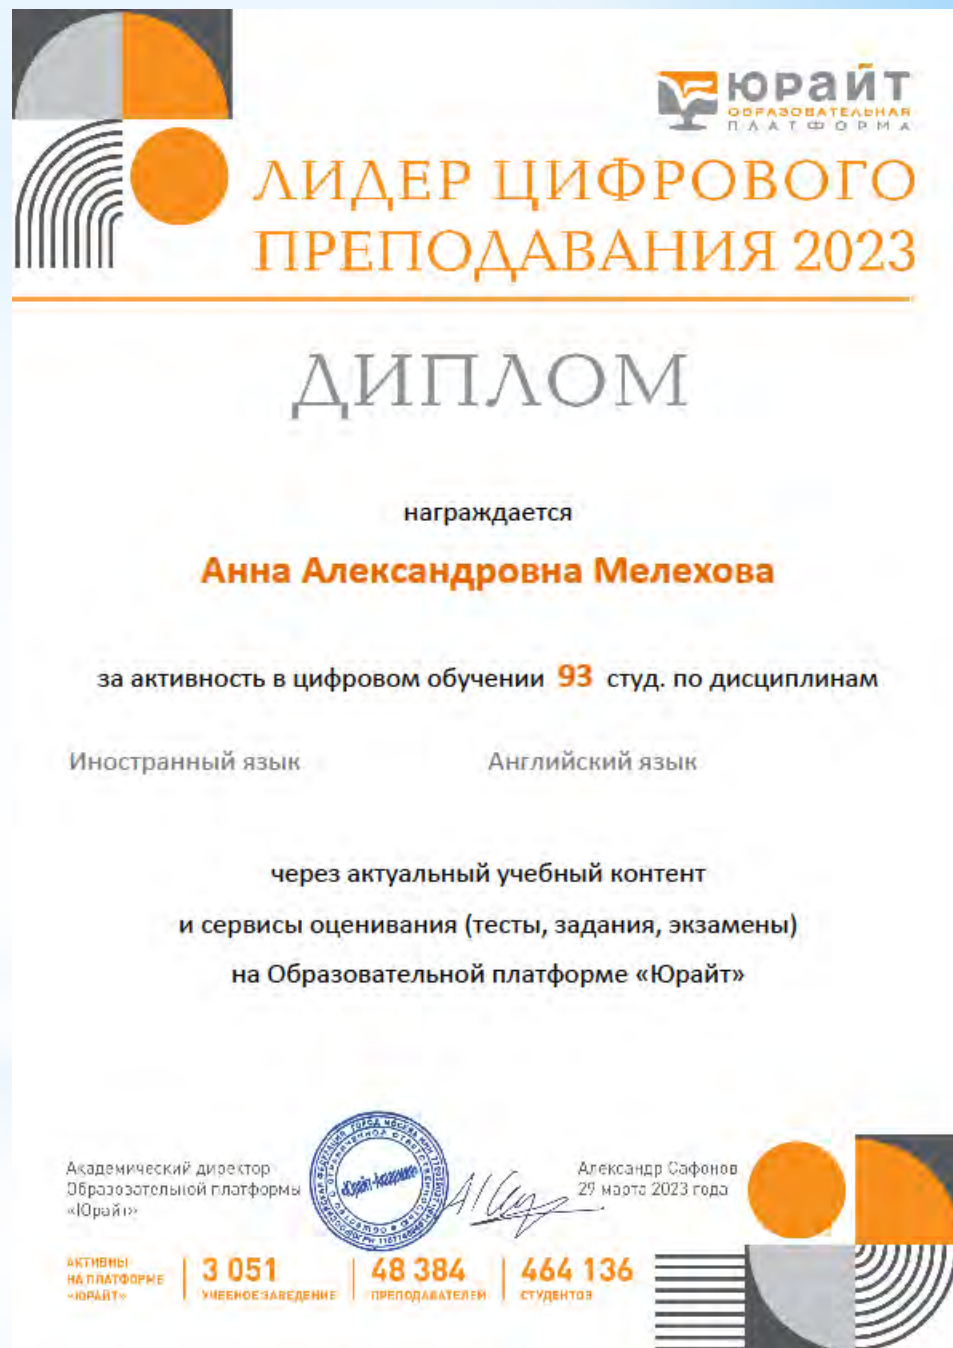 ЮРАЙТ
ОБРАЗОВАТЕЛЬНАЯ
ПЛАТФОРМА
ЛИДЕР ЦИФРОВОГО
ПРЕПОДАВАНИЯ 2023
ДИПЛОМ
награждается
Анна Александровна Мелехова
за активность в цифровом обучении 93 студ. по дисциплинам
Иностранный язык Английский язык
через актуальный учебный контент
и сервисы оценивания (тесты, задания, экзамены)
на Образовательной платформе «Юрайт»
Академический директор
Образовательной платформы
«Юрайт»
«Юрайт-Академия»
Александр Сафонов
29 марта 2023 года
АКТИВНЫ
НА ПЛАТФОРМЕ
«ЮРАЙТ»
3 051
УЧЕБНОЕ ЗАВЕДЕНИЕ
48 384
ПРЕПОДАВАТЕЛЕЙ
464 136
СТУДЕНТОВ